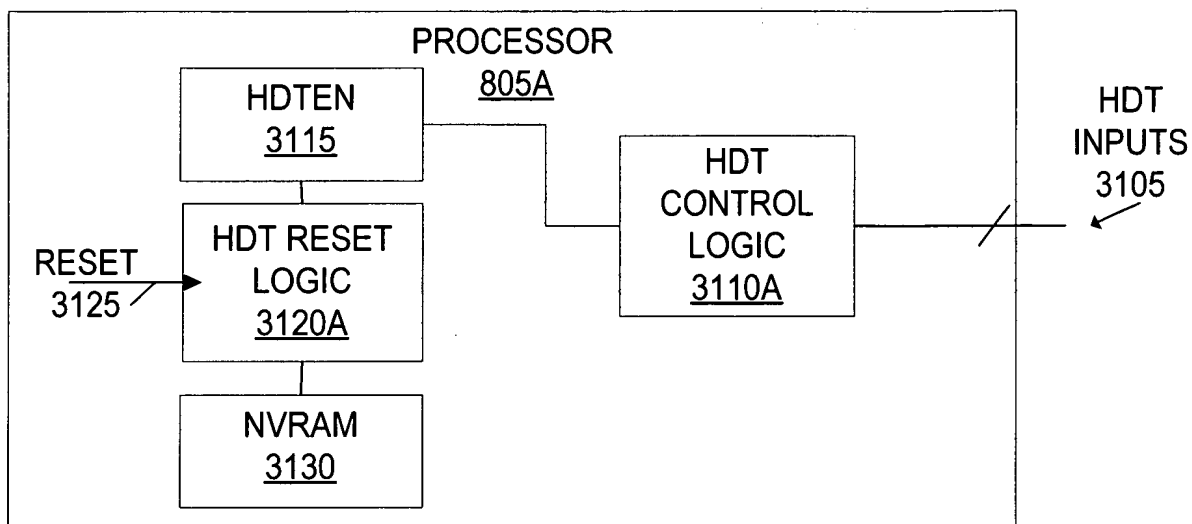 PROCESSOR
805A
HDTEN
3115
HDT
CONTROL
LOGIC
3110A
HDT
INPUTS
3105
HDT RESET
LOGIC
3120A
RESET
3125
NVRAM
3130